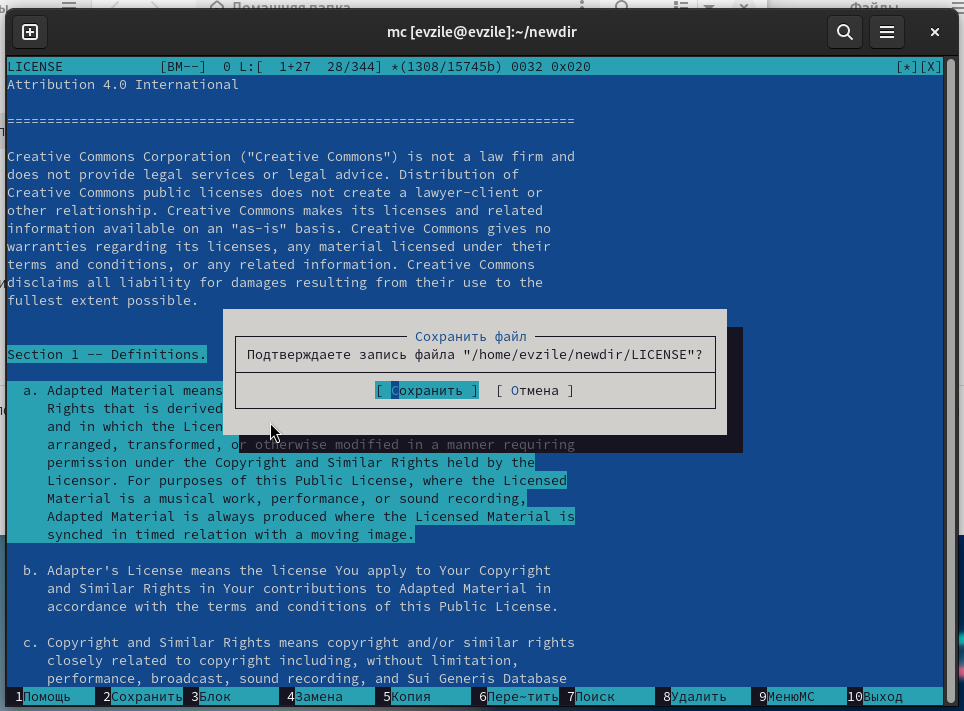 Домашняя папка
Файлы
mc [evzile@evzile]:~/newdir
LICENSE [BM--] 0 L:[ 1+27 28/344] *(1308/15745b) 0032 0x020 [*][X]
Attribution 4.0 International
=======================================================================
Creative Commons Corporation ("Creative Commons") is not a law firm and
does not provide legal services or legal advice. Distribution of
Creative Commons public licenses does not create a lawyer-client or
other relationship. Creative Commons makes its licenses and related
information available on an "as-is" basis. Creative Commons gives no
warranties regarding its licenses, any material licensed under their
terms and conditions, or any related information. Creative Commons
disclaims all liability for damages resulting from their use to the
fullest extent possible.
Сохранить файл
Подтверждаете запись файла "/home/evzile/newdir/LICENSE"?
[ Сохранить ] [ Отмена ]
Section 1 -- Definitions.
a. Adapted Material means
Rights that is derived
and in which the Licen
arranged, transformed, or otherwise modified in a manner requiring
permission under the Copyright and Similar Rights held by the
Licensor. For purposes of this Public License, where the Licensed
Material is a musical work, performance, or sound recording,
Adapted Material is always produced where the Licensed Material is
synched in timed relation with a moving image.
b. Adapter's License means the license You apply to Your Copyright
and Similar Rights in Your contributions to Adapted Material in
accordance with the terms and conditions of this Public License.
c. Copyright and Similar Rights means copyright and/or similar rights
closely related to copyright including, without limitation,
performance, broadcast, sound recording, and Sui Generis Database
1Помощь 2Сохранить 3Блок 4Замена 5Копия 6Пере~тить 7Поиск 8Удалить 9МенюMC 10Выход